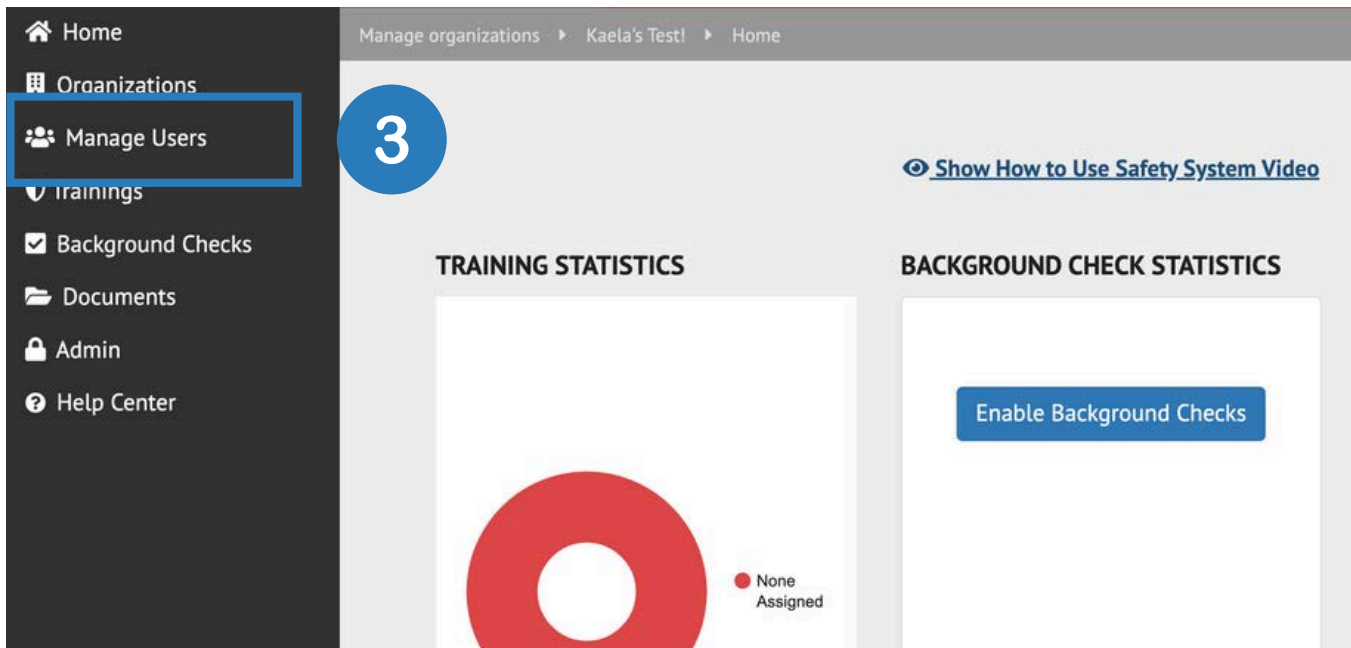 Home
Organizations
Manage Users
Trainings
Background Checks
Documents
Admin
Help Center
3
Manage organizations ▸ Kaela's Test! ▸ Home
Show How to Use Safety System Video
TRAINING STATISTICS
None
Assigned
BACKGROUND CHECK STATISTICS
Enable Background Checks